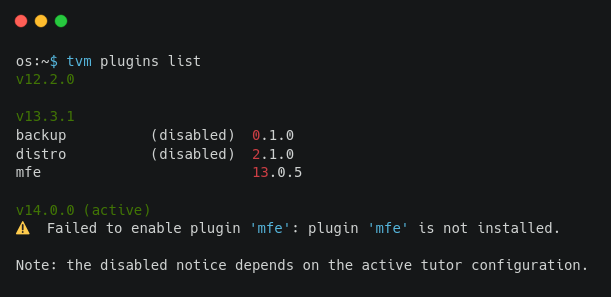 os:~$ tvm plugins list
v12.2.0
v13.3.1
backup (disabled) 0.1.0
distro (disabled) 2.1.0
mfe 13.0.5
v14.0.0 (active)
⚠️ Failed to enable plugin 'mfe': plugin 'mfe' is not installed.
Note: the disabled notice depends on the active tutor configuration.